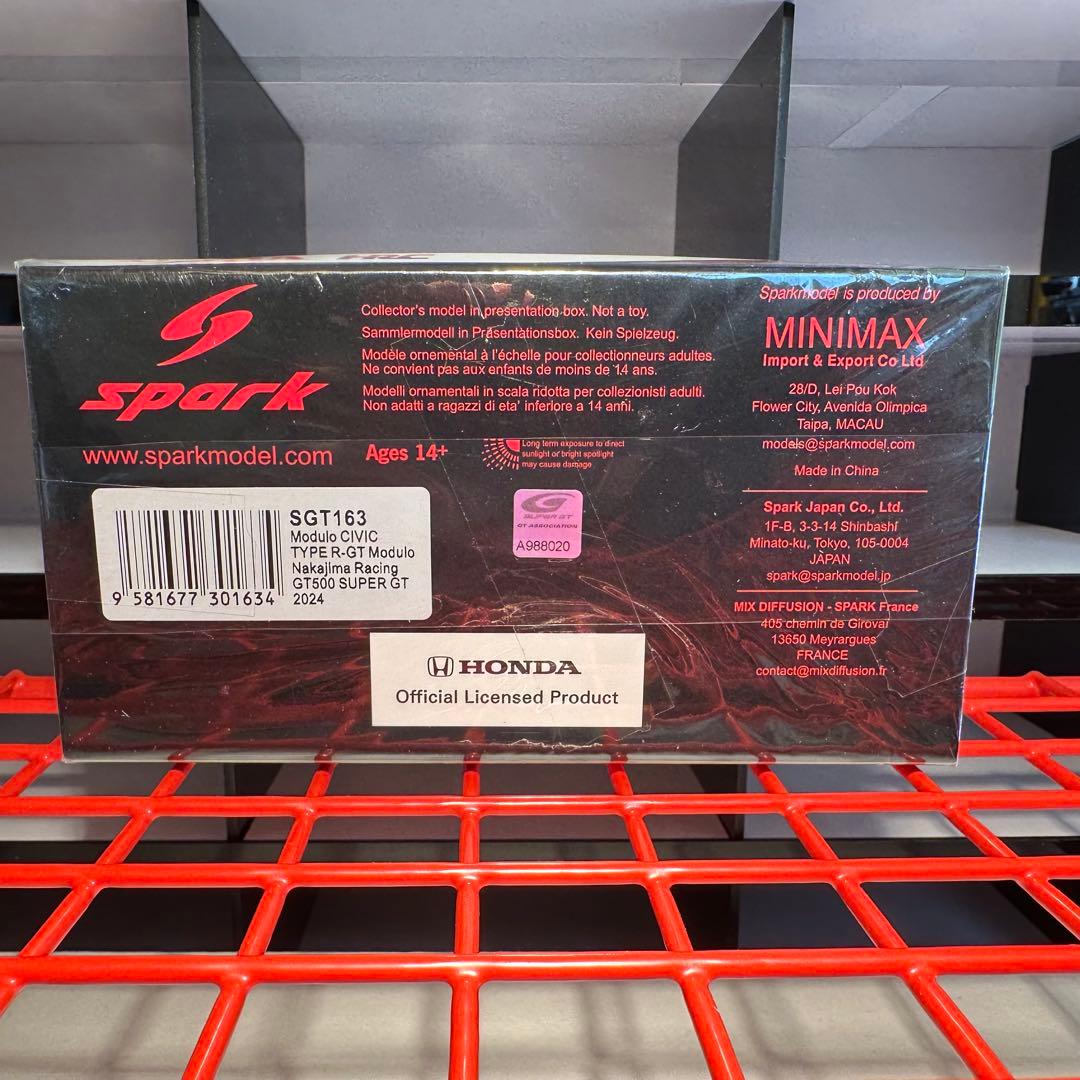 HRC
spark
www.sparkmodel.com
Collector's model in presentation box. Not a toy.
Sammlermodell in Präsentationsbox. Kein Spielzeug.
Modèle ornemental à l'échelle pour collectionneurs adultes.
Ne convient pas aux enfants de moins de 14 ans.
Modelli ornamentali in scala ridotta per collezionisti adulti.
Non adatti a ragazzi di eta' inferiore a 14 anni.
Ages 14+
Long term exposure to direct
sunlight or bright spotlight
may cause damage
Sparkmodel is produced by
MINIMAX
Import & Export Co Ltd
28/D, Lei Pou Kok
Flower City, Avenida Olimpica
Taipa, MACAU
models@sparkmodel.com
Made in China
Spark Japan Co., Ltd.
1F-B, 3-3-14 Shinbashi
Minato-ku, Tokyo, 105-0004
JAPAN
spark@sparkmodel.jp
MIX DIFFUSION - SPARK France
405 chemin de Girovai
13650 Meyrargues
FRANCE
contact@mixdiffusion.fr
SGT163
Modulo CIVIC
TYPE R-GT Modulo
Nakajima Racing
GT500 SUPER GT
2024
9 581677 301634
SUPER GT
GT ASSOCIATION
A988020
HONDA
Official Licensed Product